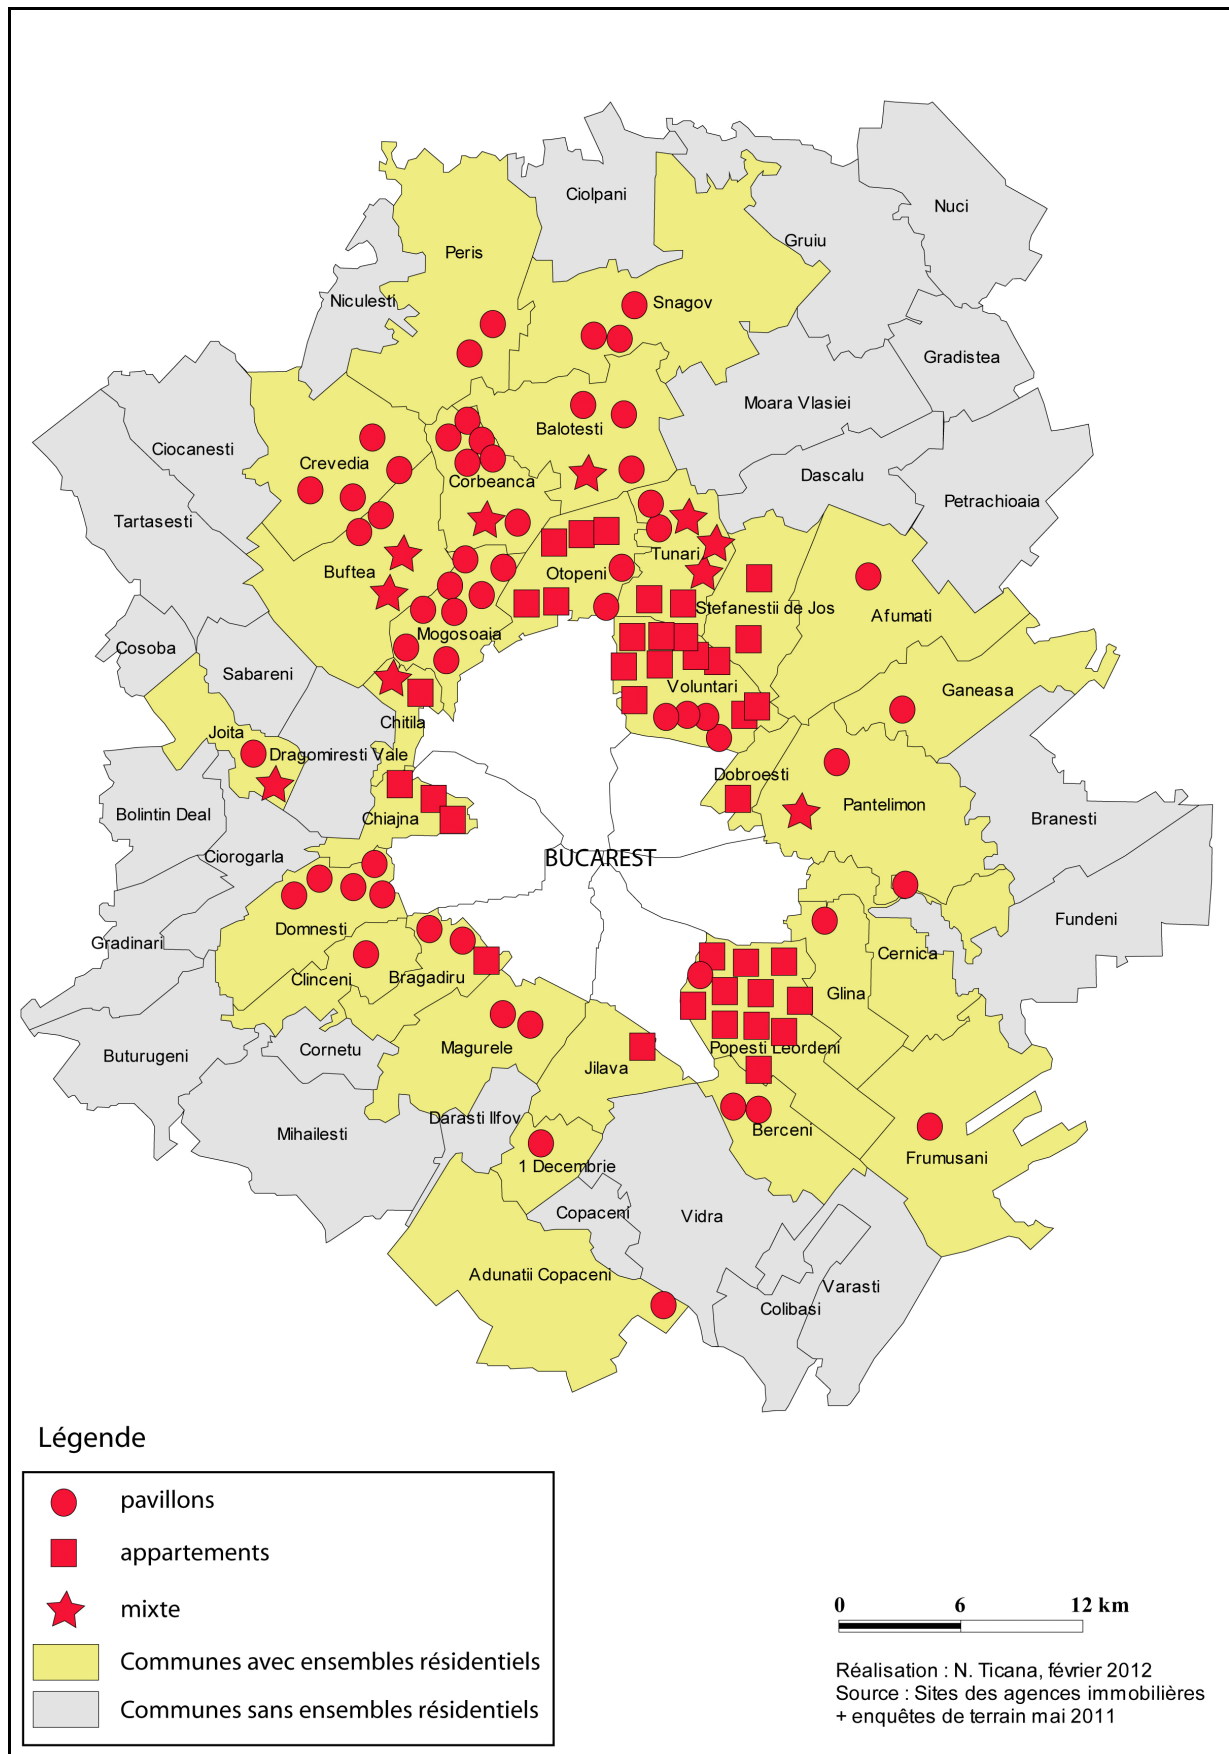 Ciolpani
Nuci
Gruiu
Peris
Niculesti
Snagov
Gradistea
Moara Vlasiei
Balotesti
Ciocanesti
Crevedia
Corbeanca
Dascalu
Petrachioaia
Tartasesti
Tunari
Buftea
Otopeni
Stefanestii de Jos
Afumati
Mogosoaia
Cosoba
Sabareni
Voluntari
Ganeasa
Chitila
Joita
Dragomiresti Vale
Dobroesti
Pantelimon
Bolintin Deal
Chiajna
Branesti
Ciorogarla
BUCAREST
Fundeni
Domnesti
Gradinari
Cernica
Clinceni
Bragadiru
Glina
Buturugeni
Cornetu
Magurele
Popesti Leordeni
Jilava
Darasti Ilfov
Mihailesti
Berceni
1 Decembrie
Frumusani
Copaceni
Vidra
Adunatii Copaceni
Varasti
Colibasi
Légende
pavillons
appartements
mixte
Communes avec ensembles résidentiels
Communes sans ensembles résidentiels
0 6 12 km
Réalisation : N. Ticana, février 2012
Source : Sites des agences immobilières
+ enquêtes de terrain mai 2011